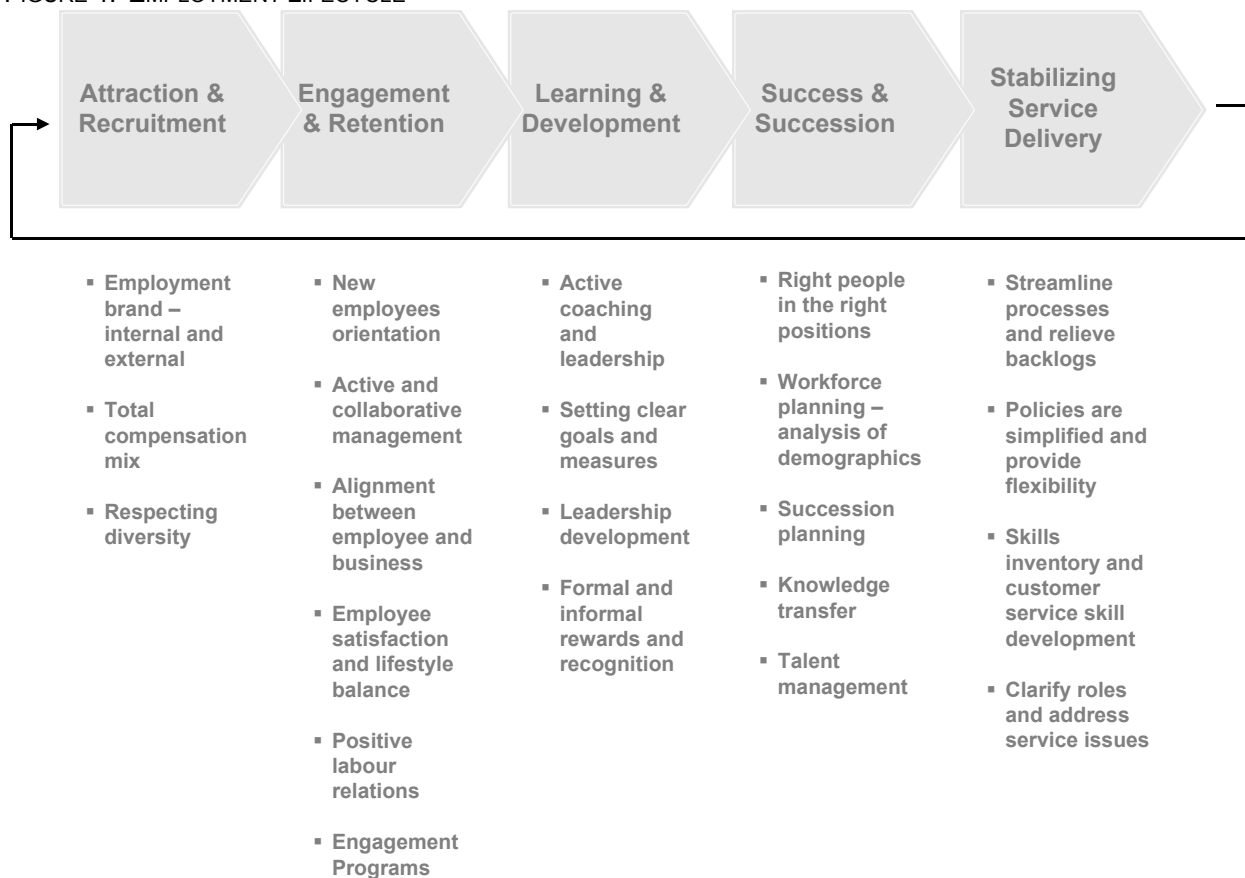 FIGURE 1: EMPLOYMENT LIFECYCLE
Attraction &
Recruitment
Engagement
& Retention
Learning &
Development
Success &
Succession
Stabilizing
Service
Delivery
▪ Employment
brand –
internal and
external
▪ Total
compensation
mix
▪ Respecting
diversity
▪ New
employees
orientation
▪ Active and
collaborative
management
▪ Alignment
between
employee and
business
▪ Employee
satisfaction
and lifestyle
balance
▪ Positive
labour
relations
▪ Engagement
Programs
▪ Active
coaching
and
leadership
▪ Setting clear
goals and
measures
▪ Leadership
development
▪ Formal and
informal
rewards and
recognition
▪ Right people
in the right
positions
▪ Workforce
planning –
analysis of
demographics
▪ Succession
planning
▪ Knowledge
transfer
▪ Talent
management
▪ Streamline
processes
and relieve
backlogs
▪ Policies are
simplified and
provide
flexibility
▪ Skills
inventory and
customer
service skill
development
▪ Clarify roles
and address
service issues